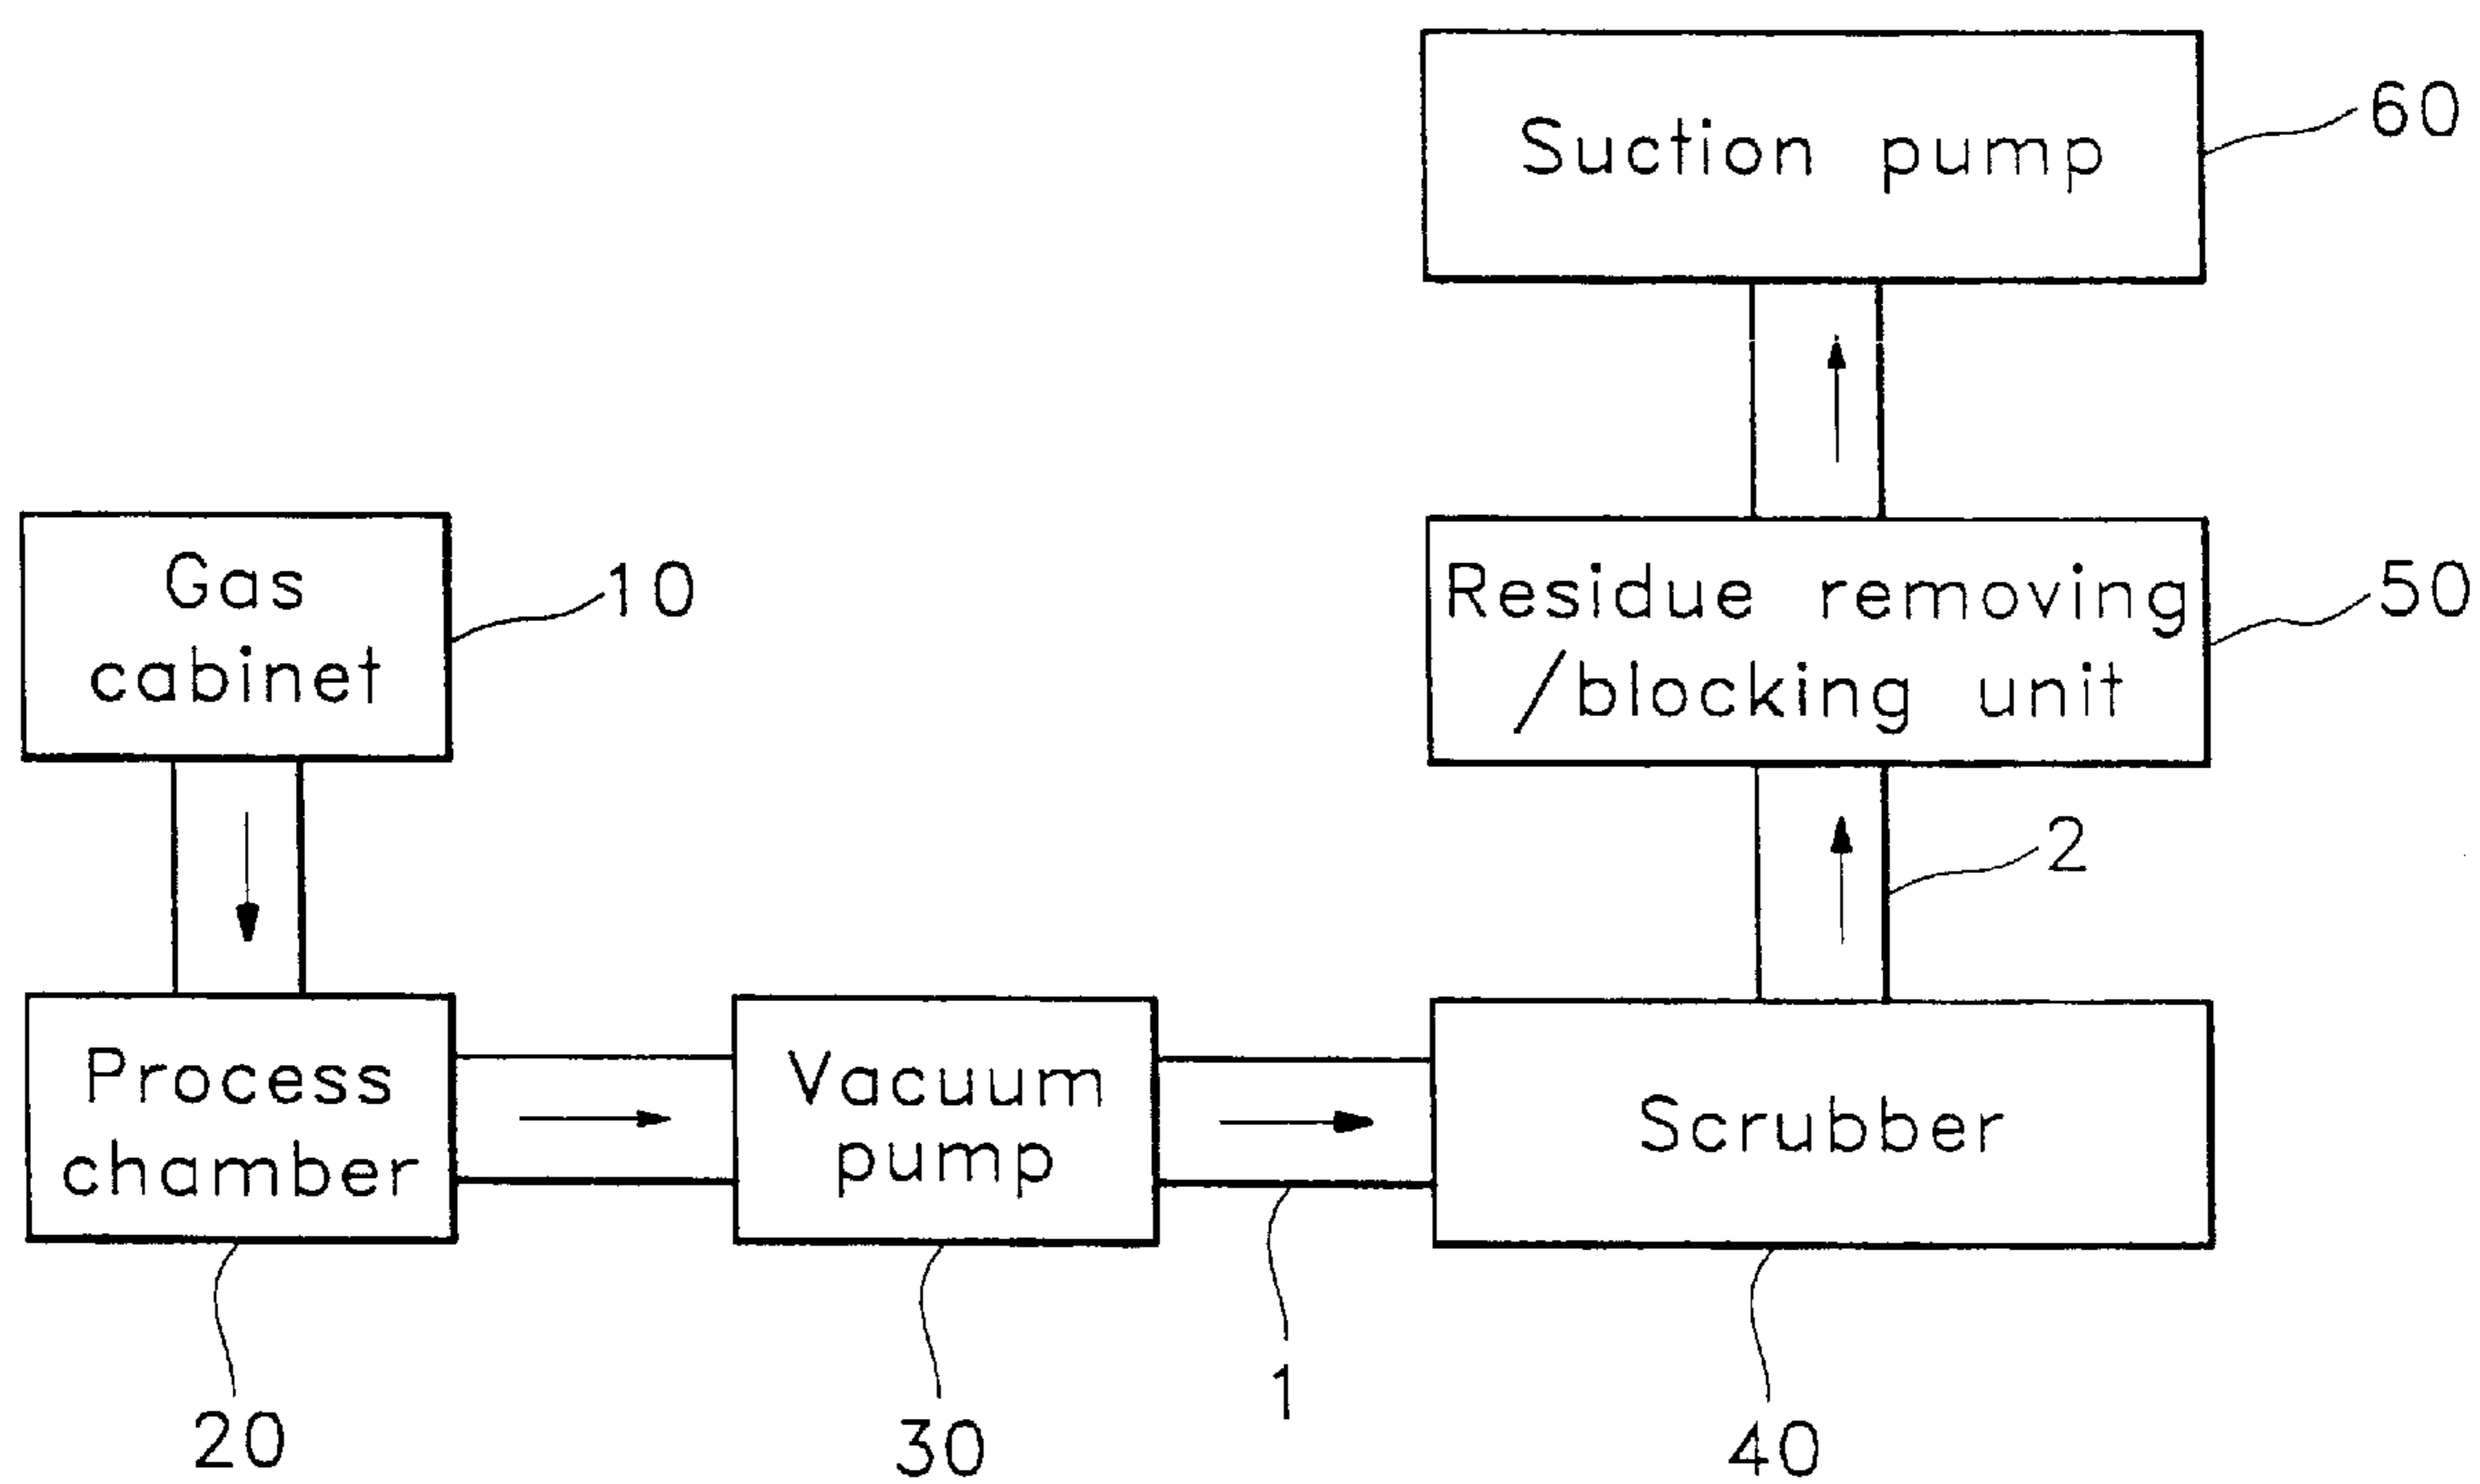 Suction pump
60
Gas
cabinet
10
Residue removing
/blocking unit
50
2
Process
chamber
Vacuum
pump
Scrubber
20
30
1
40